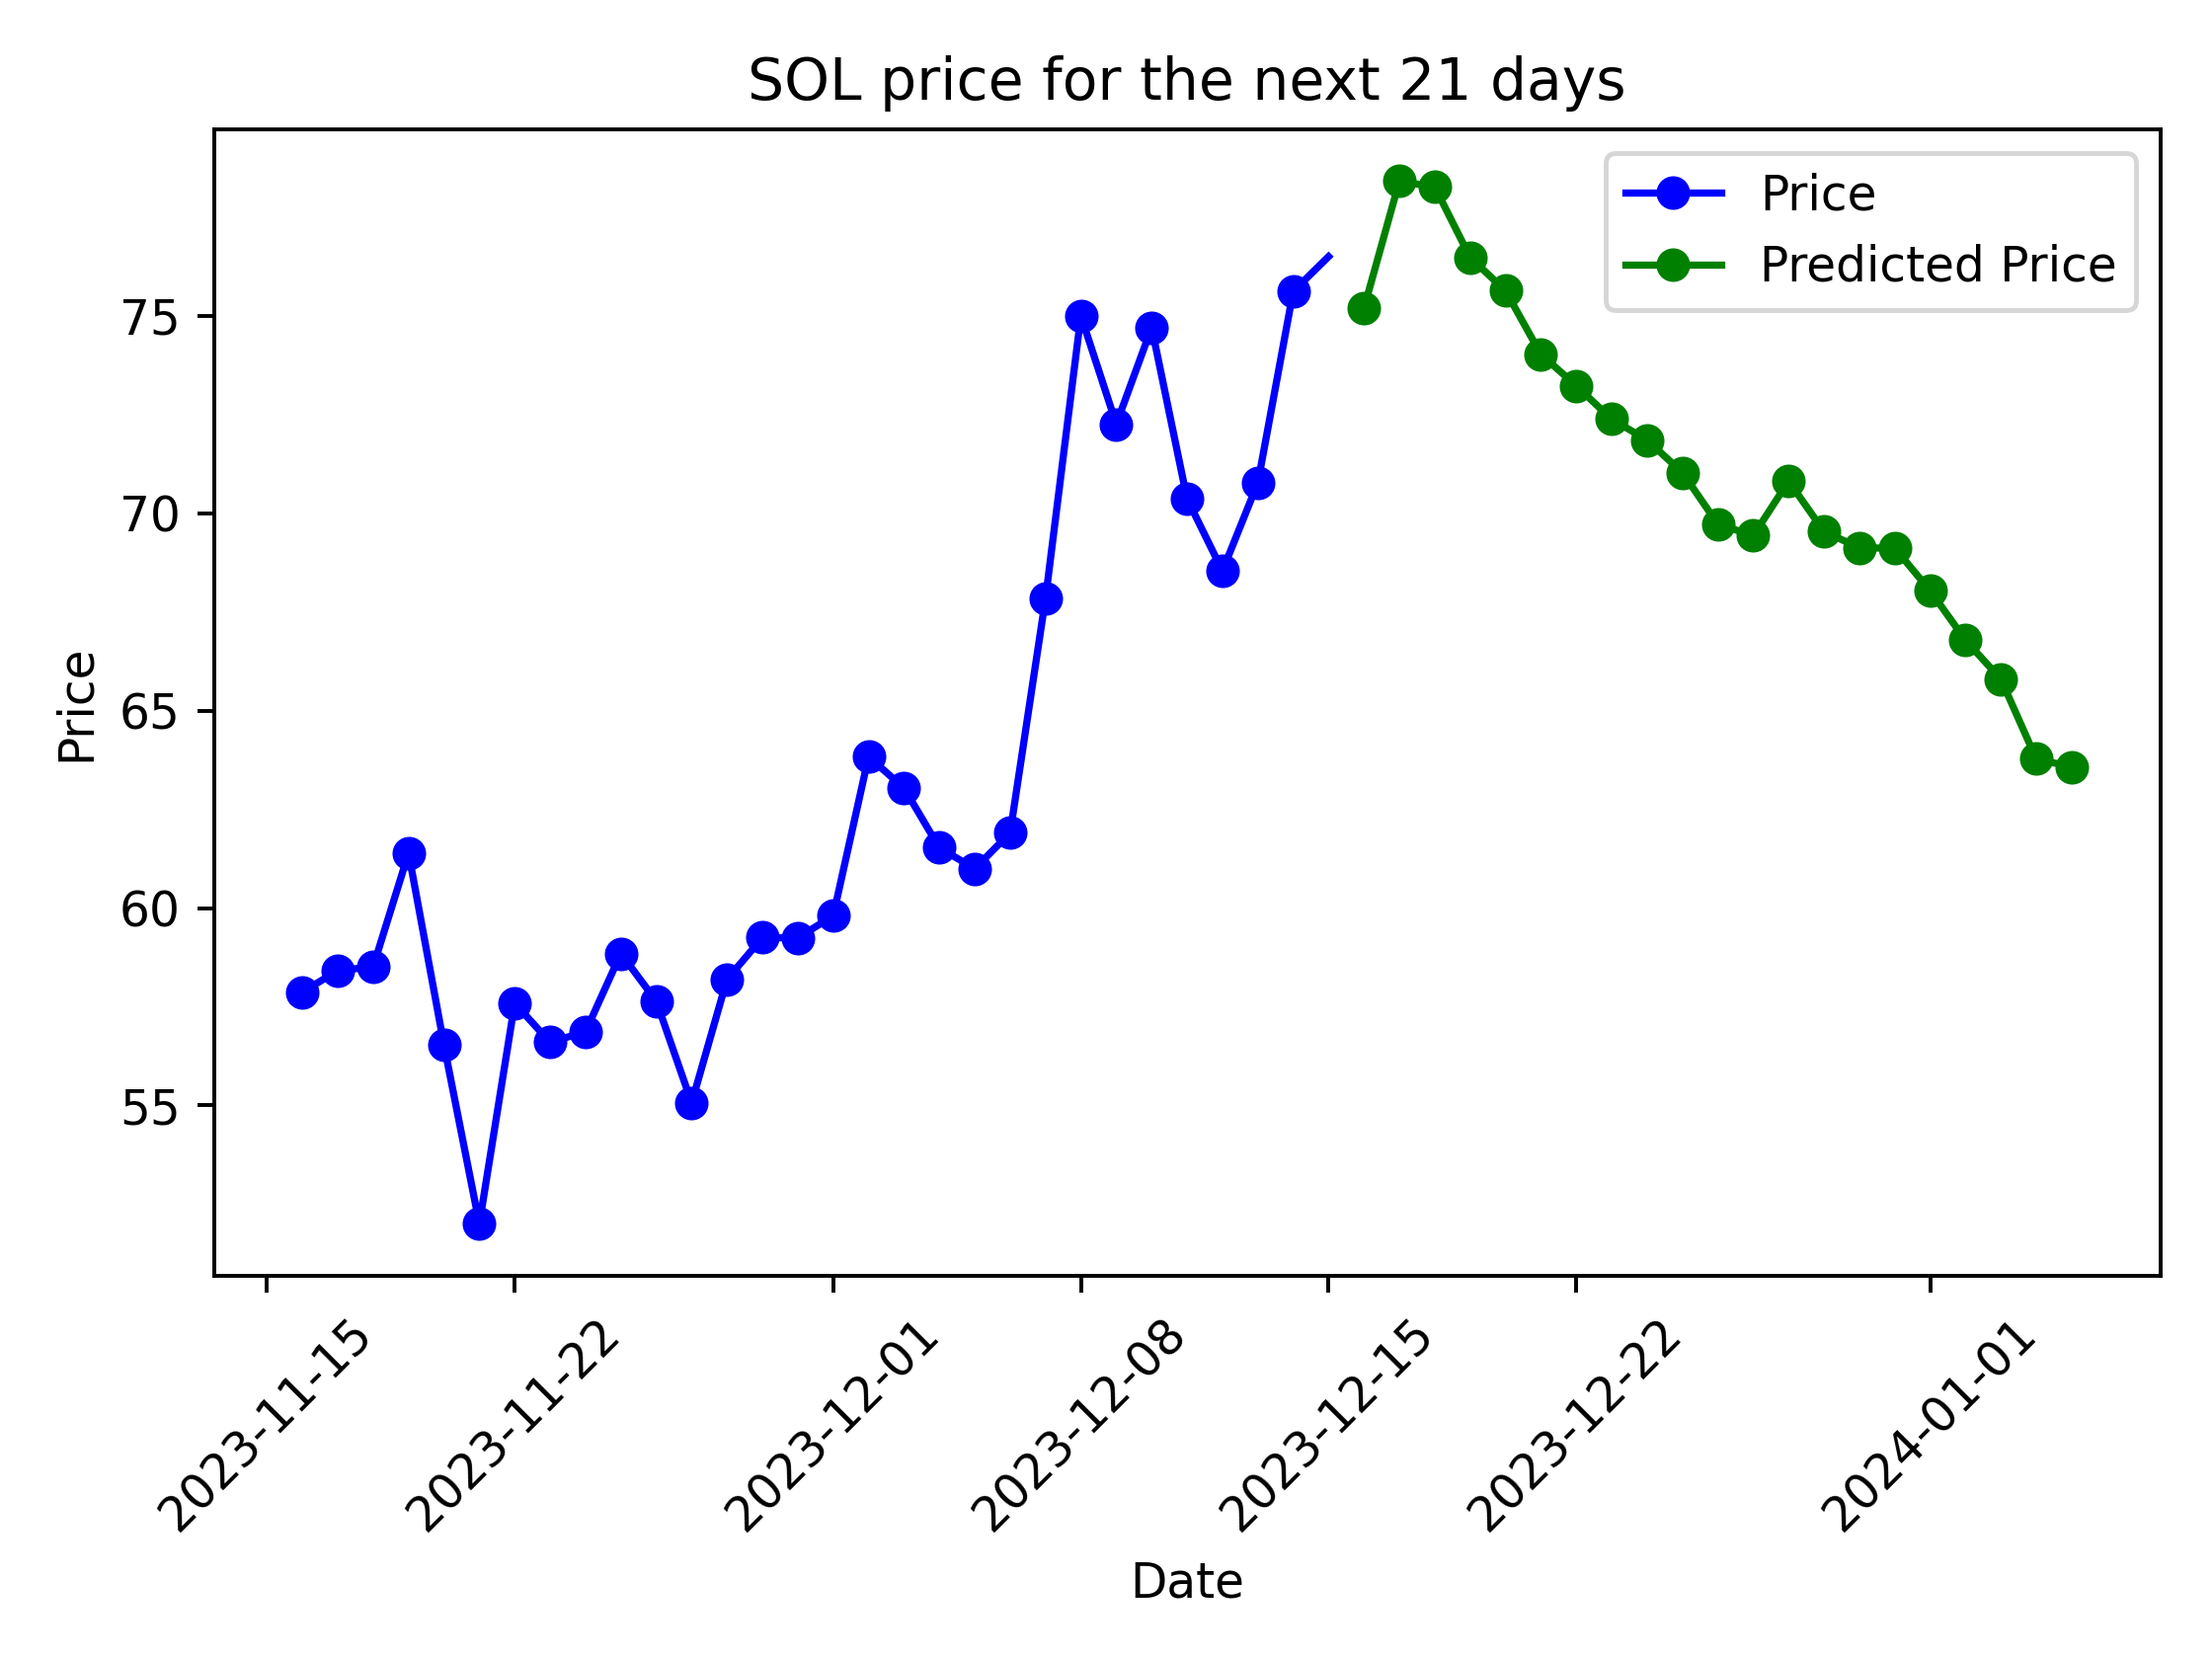 SOL price for the next 21 days
Price
Predicted Price
75
70
65
60
55
Price
2023-11-15
2023-11-22
2023-12-01
2023-12-08
2023-12-15
2023-12-22
2024-01-01
Date